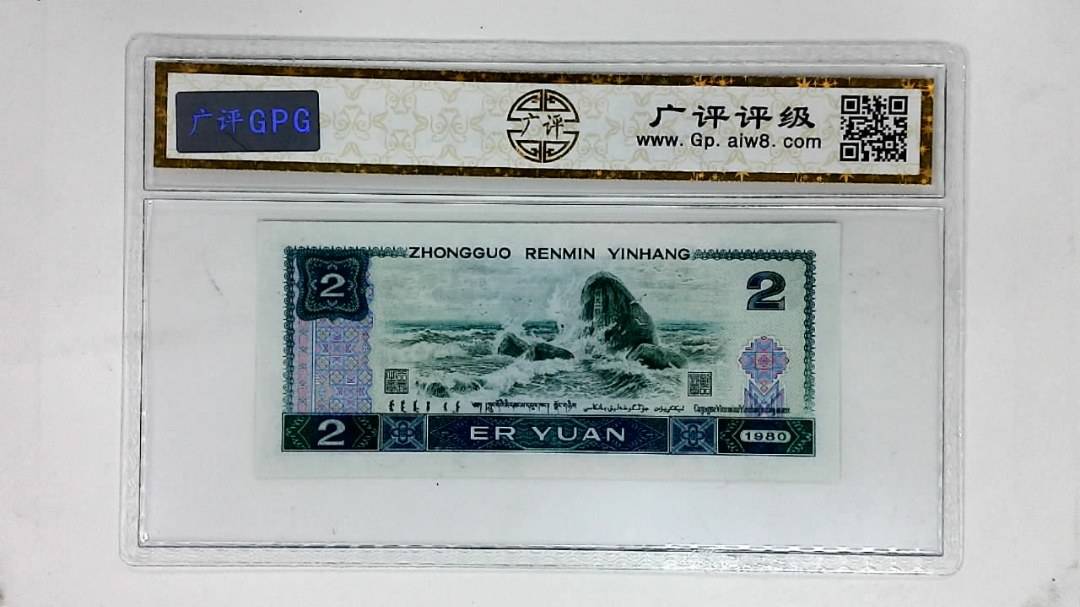 广评GPG
广评
广评评级
www.Gp.aiw8.com
ZHONGGUO RENMIN YINHANG
2
2
2
ER YUAN
1980